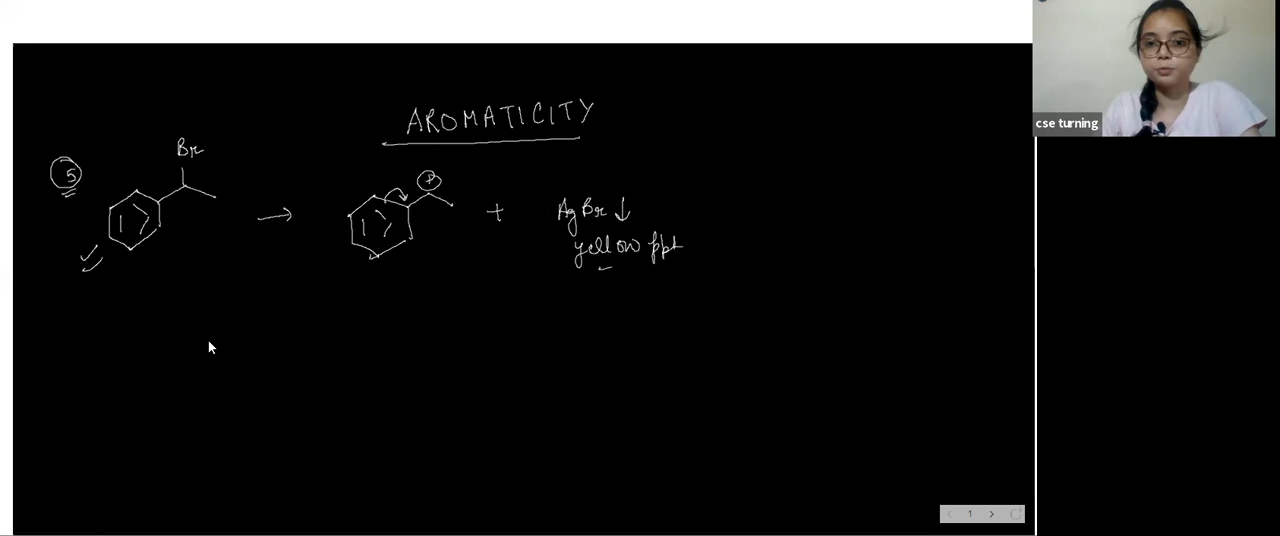 AROMATICITY
Br
5
+
+
AgBr ↓
yellow ppt
cse turning
1